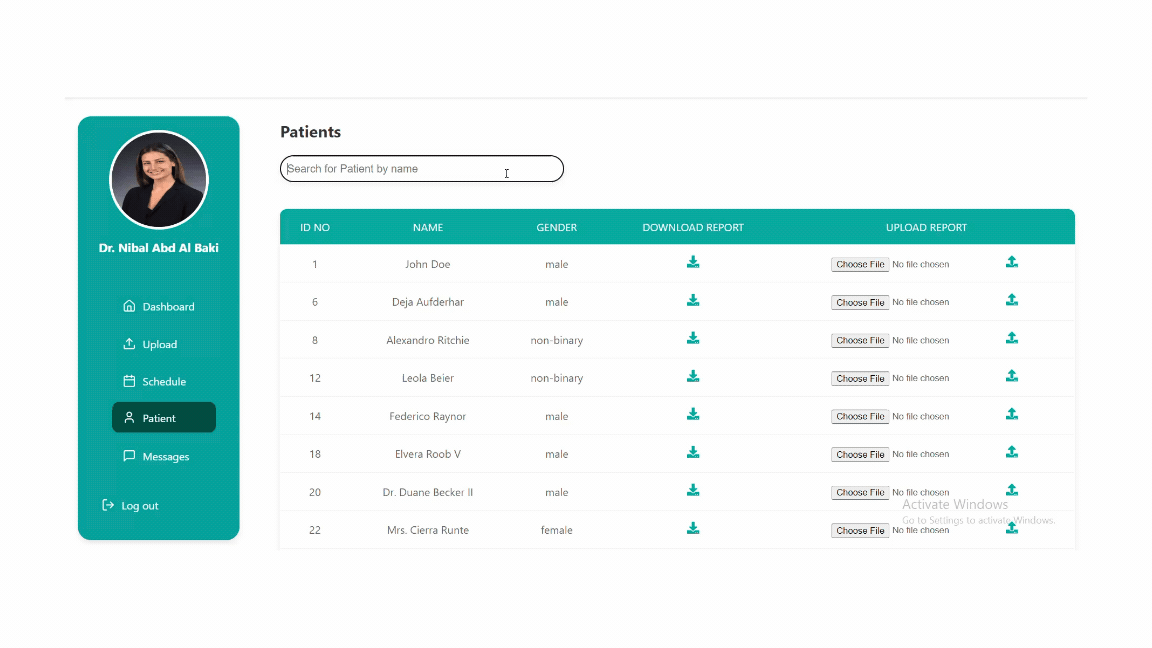 Patients
Search for Patient by name
Dr. Nibal Abd Al Baki
Dashboard
Upload
Schedule
Patient
Messages
Log out
ID NO NAME GENDER DOWNLOAD REPORT UPLOAD REPORT
1 John Doe male Choose File No file chosen
6 Deja Aufderhar male Choose File No file chosen
8 Alexandro Ritchie non-binary Choose File No file chosen
12 Leola Beier non-binary Choose File No file chosen
14 Federico Raynor male Choose File No file chosen
18 Elvera Roob V male Choose File No file chosen
20 Dr. Duane Becker II male Choose File No file chosen
22 Mrs. Cierra Runte female Choose File No file chosen
Activate Windows
Go to Settings to activate Windows.